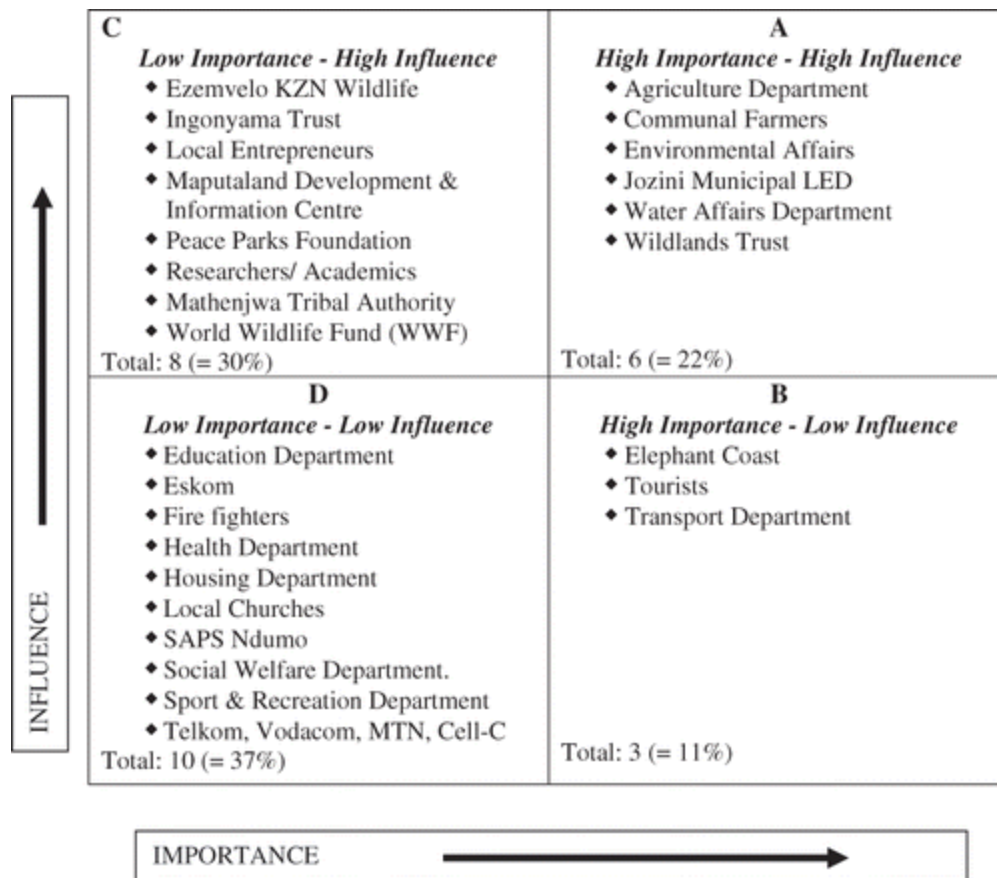 C
Low Importance - High Influence
◆ Ezemvelo KZN Wildlife
◆ Ingonyama Trust
◆ Local Entrepreneurs
◆ Maputaland Development &
Information Centre
◆ Peace Parks Foundation
◆ Researchers/ Academics
◆ Mathenjwa Tribal Authority
◆ World Wildlife Fund (WWF)
Total: 8 (= 30%)
A
High Importance - High Influence
◆ Agriculture Department
◆ Communal Farmers
◆ Environmental Affairs
◆ Jozini Municipal LED
◆ Water Affairs Department
◆ Wildlands Trust
Total: 6 (= 22%)
D
Low Importance - Low Influence
◆ Education Department
◆ Eskom
◆ Fire fighters
◆ Health Department
◆ Housing Department
◆ Local Churches
◆ SAPS Ndumo
◆ Social Welfare Department.
◆ Sport & Recreation Department
◆ Telkom, Vodacom, MTN, Cell-C
Total: 10 (= 37%)
B
High Importance - Low Influence
◆ Elephant Coast
◆ Tourists
◆ Transport Department
Total: 3 (= 11%)
INFLUENCE
IMPORTANCE